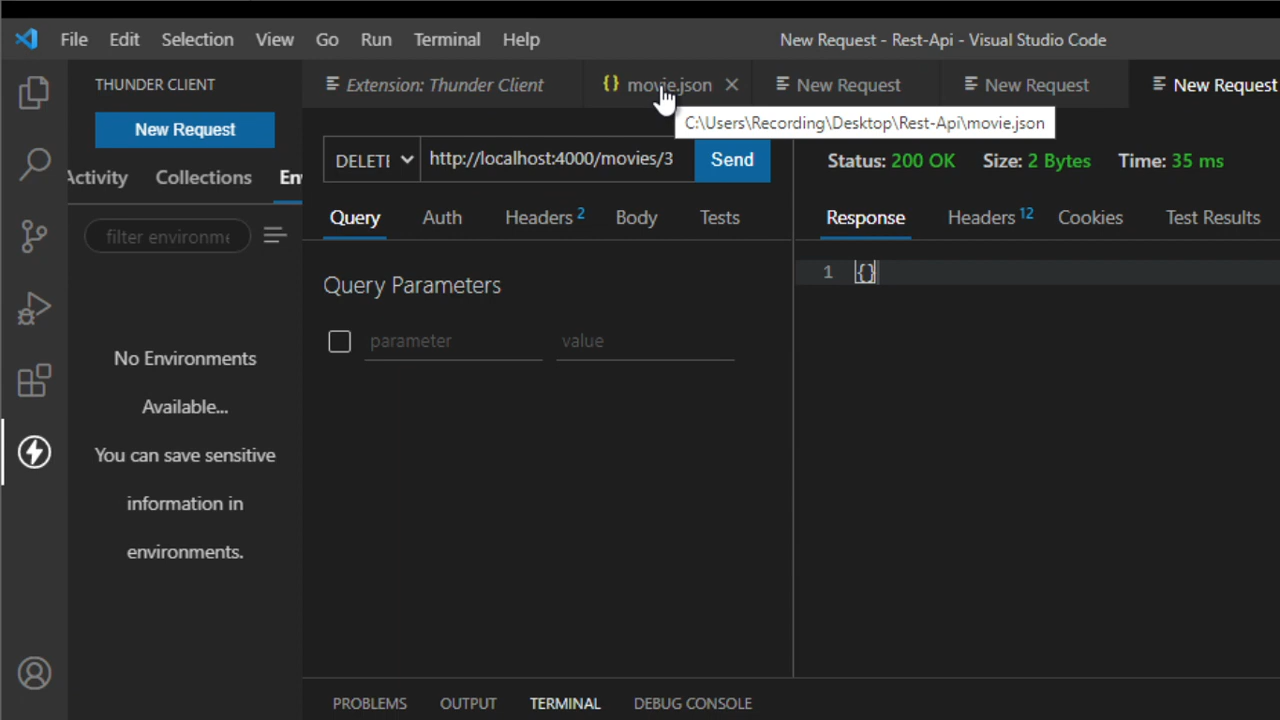 File Edit Selection View Go Run Terminal Help New Request - Rest-Api - Visual Studio Code
THUNDER CLIENT
Extension: Thunder Client {} movie.json New Request New Request New Request
C:\Users\Recording\Desktop\Rest-Api\movie.json
New Request
Activity Collections En
filter environme
No Environments
Available...
You can save sensitive
information in
environments.
DELETE http://localhost:4000/movies/3 Send
Query Auth Headers 2 Body Tests
Query Parameters
parameter value
Status: 200 OK Size: 2 Bytes Time: 35 ms
Response Headers 12 Cookies Test Results
1 {}
PROBLEMS OUTPUT TERMINAL DEBUG CONSOLE